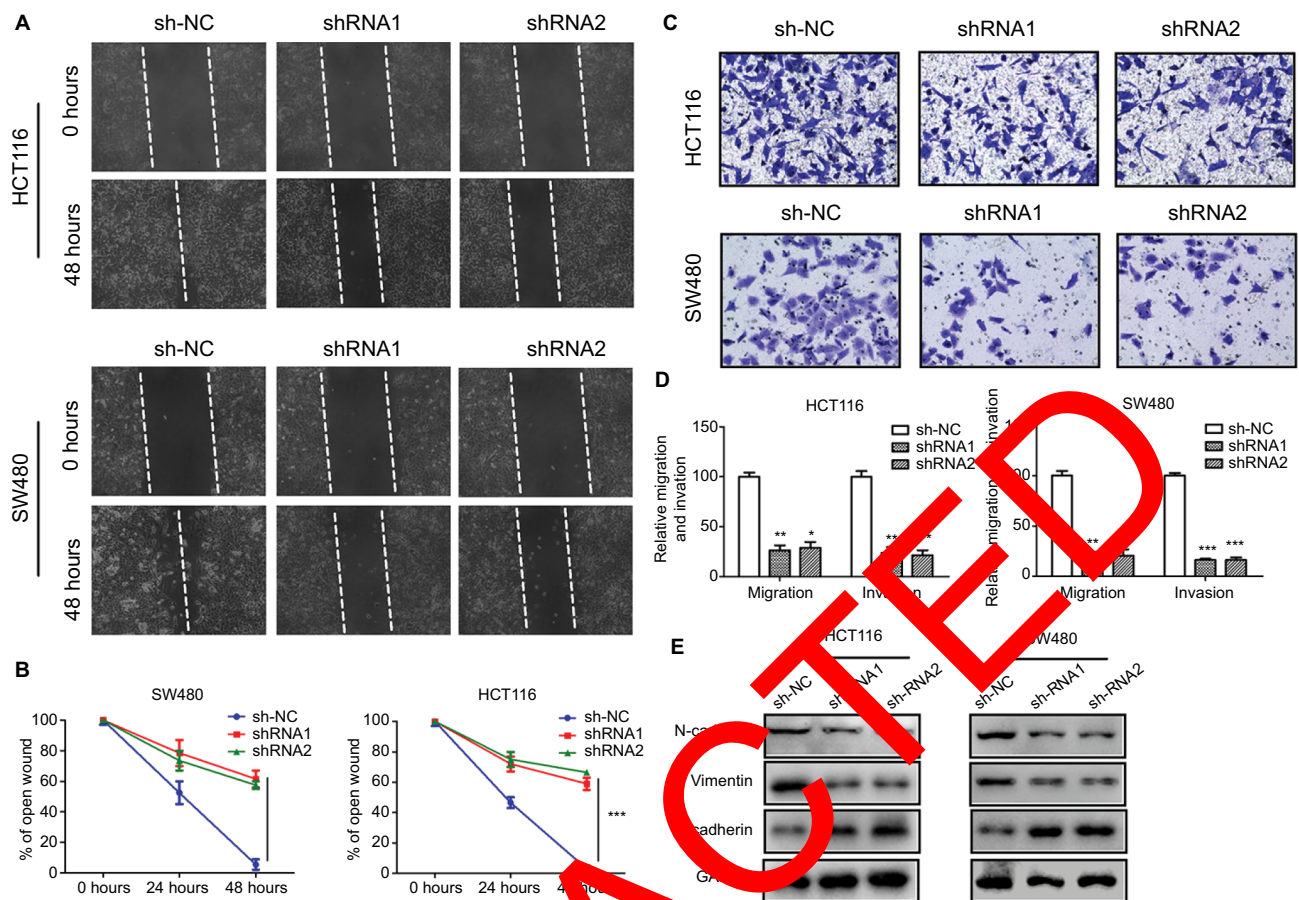 A
sh-NC shRNA1 shRNA2
HCT116
0 hours
48 hours
sh-NC shRNA1 shRNA2
SW480
0 hours
48 hours
B
SW480
% of open wound
100
80
60
40
20
0
0 hours 24 hours 48 hours
sh-NC
shRNA1
shRNA2
HCT116
% of open wound
100
80
60
40
20
0
0 hours 24 hours
sh-NC
shRNA1
shRNA2
***
C
sh-NC shRNA1 shRNA2
HCT116
sh-NC shRNA1 shRNA2
SW480
D
HCT116
Relative migration
and invation
150
100
50
0
** *
Migration
sh-NC
shRNA1
shRNA2
SW480
50
0
**
*** ***
Migration Invasion
sh-NC
shRNA1
shRNA2
E
HCT116
sh-NC sh-RNA2
SW480
sh-NC sh-RNA1 sh-RNA2
Vimentin
CTED